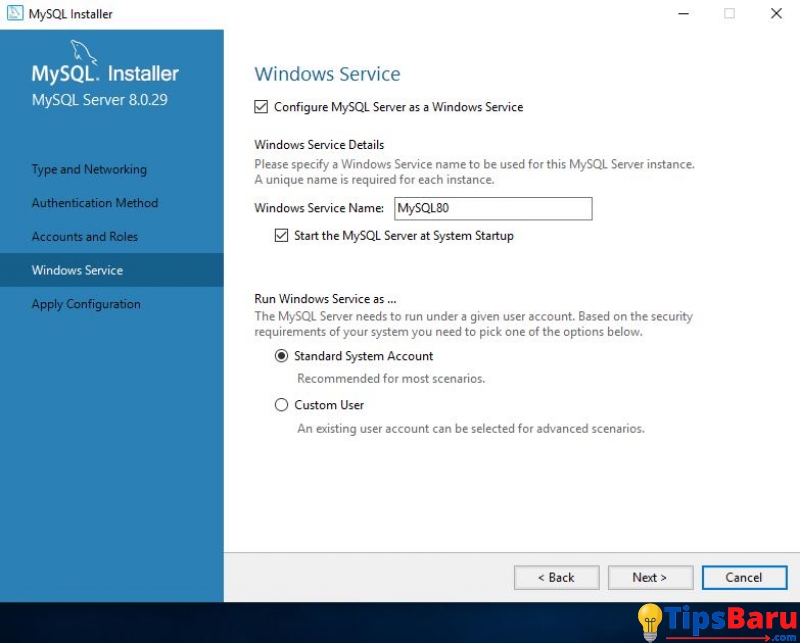 MySQL Installer
MySQL. Installer
MySQL Server 8.0.29
Type and Networking
Authentication Method
Accounts and Roles
Windows Service
Apply Configuration
Windows Service
Configure MySQL Server as a Windows Service
Windows Service Details
Please specify a Windows Service name to be used for this MySQL Server instance.
A unique name is required for each instance.
Windows Service Name: MySQL80
Start the MySQL Server at System Startup
Run Windows Service as ...
The MySQL Server needs to run under a given user account. Based on the security
requirements of your system you need to pick one of the options below.
Standard System Account
Recommended for most scenarios.
Custom User
An existing user account can be selected for advanced scenarios.
< Back Next > Cancel
TipsBaru
.com